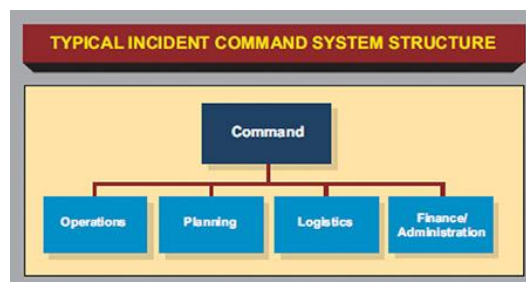 TYPICAL INCIDENT COMMAND SYSTEM STRUCTURE
Command
Operations
Planning
Logistics
Finance/
Administration